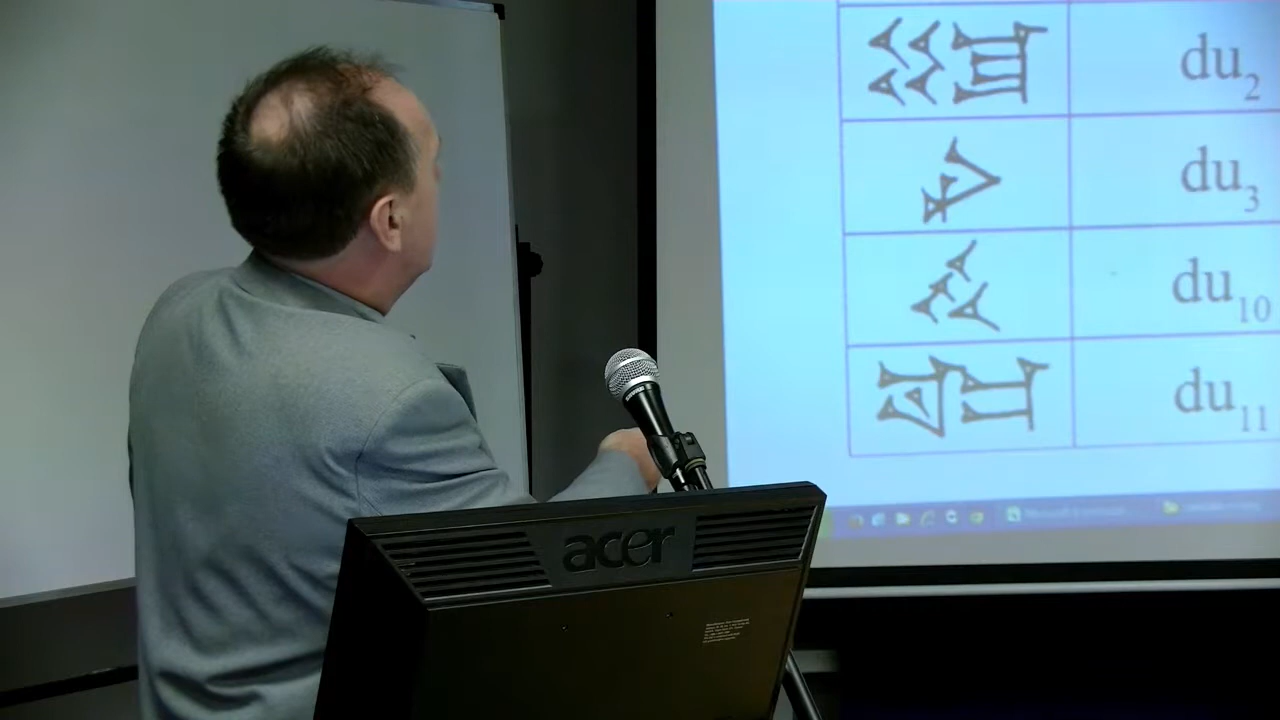 𒌅 du₂
𒆕 du₃
𒄭 du₁₀
𒅗 du₁₁
acer